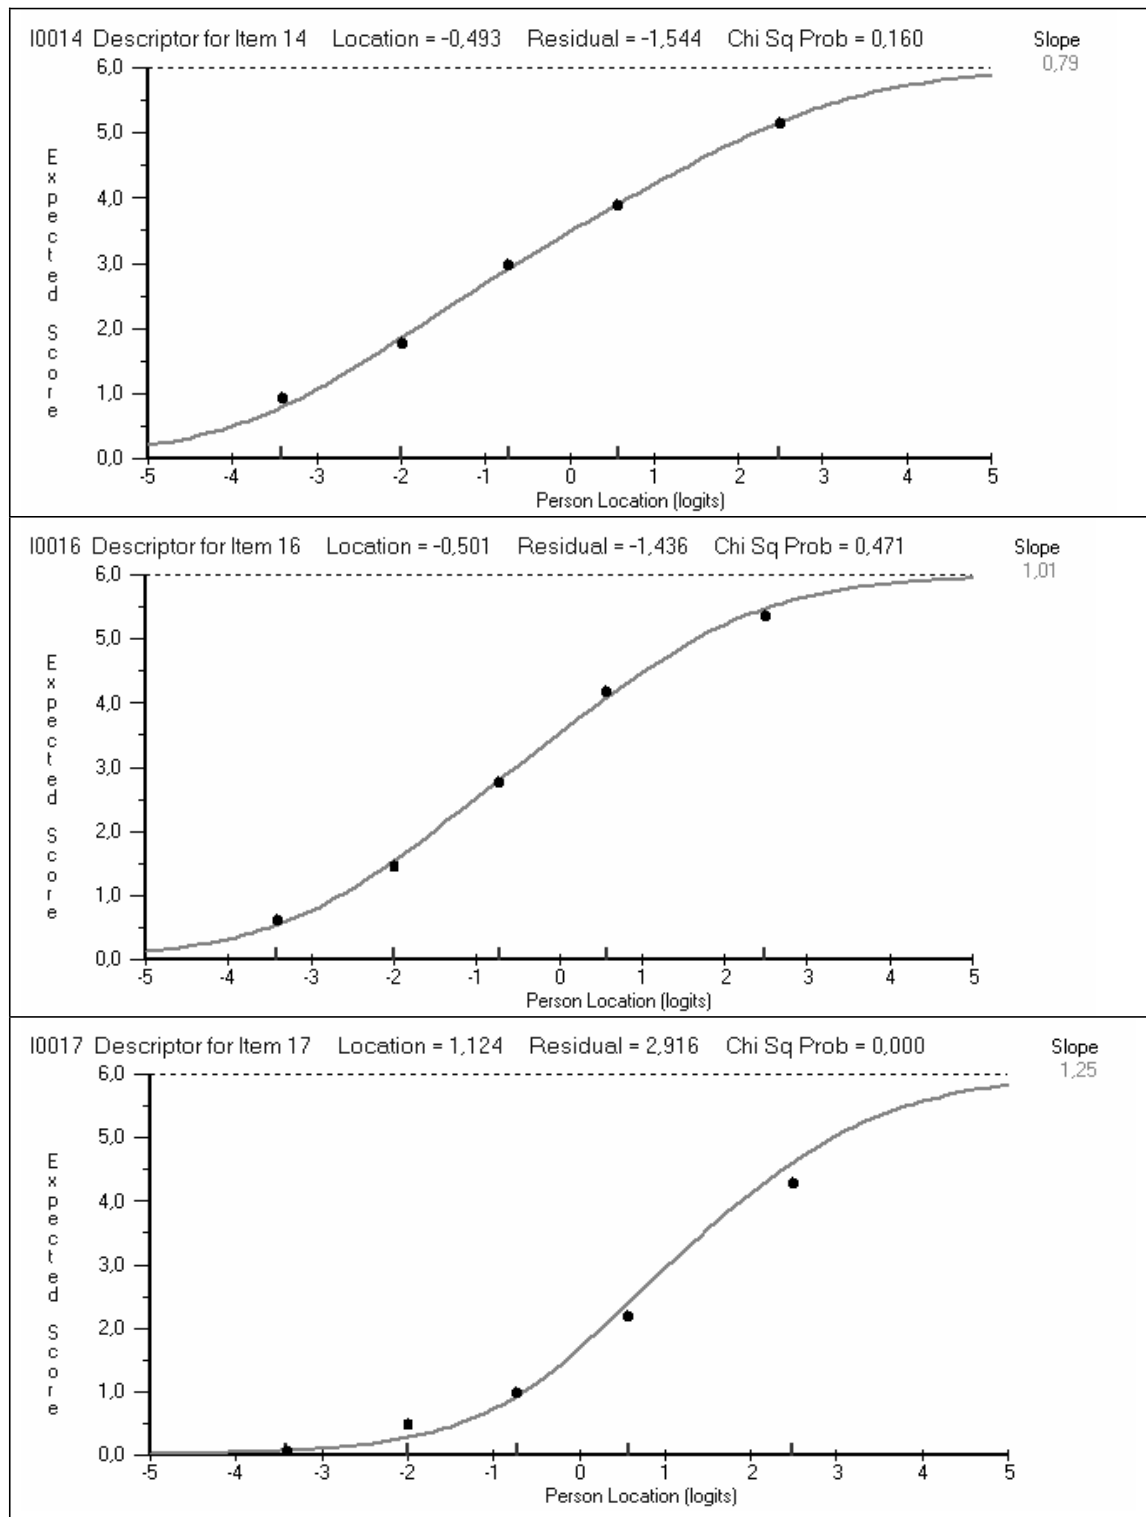 I0014 Descriptor for Item 14 Location = -0,493 Residual = -1,544 Chi Sq Prob = 0,160 Slope
0,79
6,0
5,0
4,0
3,0
2,0
1,0
0,0
Expected Score
-5 -4 -3 -2 -1 0 1 2 3 4 5
Person Location (logits)
I0016 Descriptor for Item 16 Location = -0,501 Residual = -1,436 Chi Sq Prob = 0,471 Slope
1,01
6,0
5,0
4,0
3,0
2,0
1,0
0,0
Expected Score
-5 -4 -3 -2 -1 0 1 2 3 4 5
Person Location (logits)
I0017 Descriptor for Item 17 Location = 1,124 Residual = 2,916 Chi Sq Prob = 0,000 Slope
1,25
6,0
5,0
4,0
3,0
2,0
1,0
0,0
Expected Score
-5 -4 -3 -2 -1 0 1 2 3 4 5
Person Location (logits)